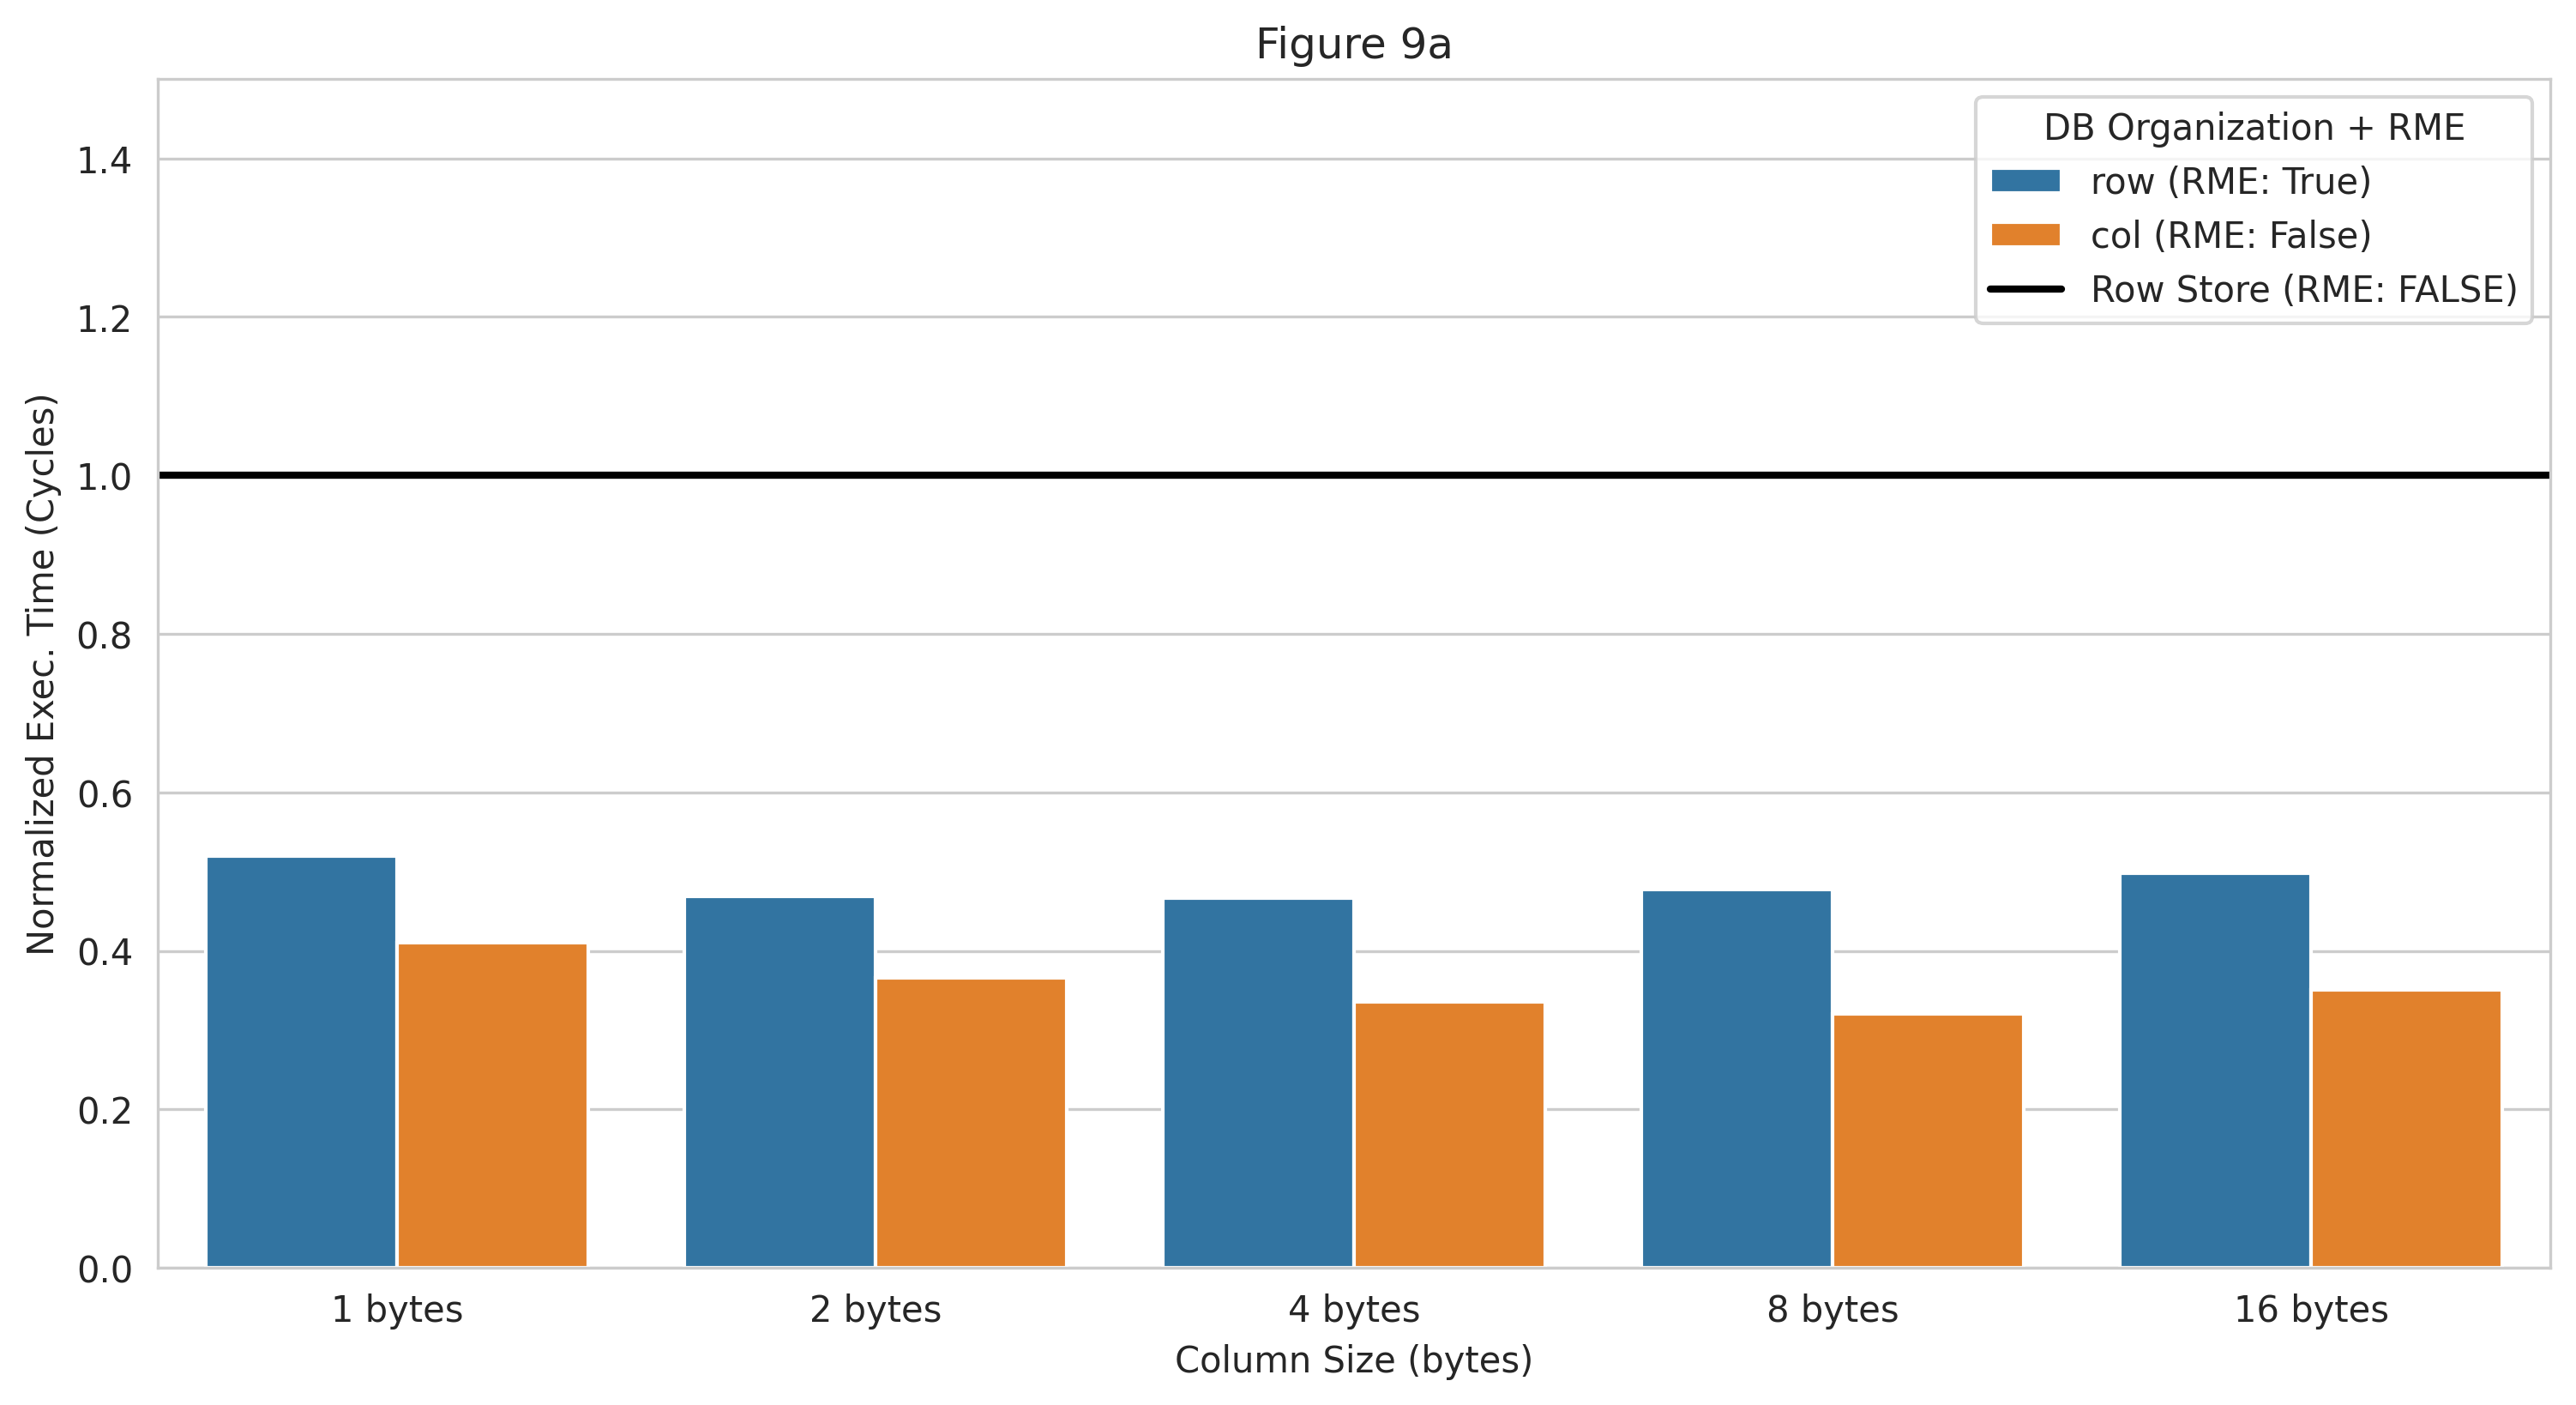 Figure 9a
DB Organization + RME
row (RME: True)
col (RME: False)
Row Store (RME: FALSE)
Normalized Exec. Time (Cycles)
1.4
1.2
1.0
0.8
0.6
0.4
0.2
0.0
1 bytes
2 bytes
4 bytes
8 bytes
16 bytes
Column Size (bytes)